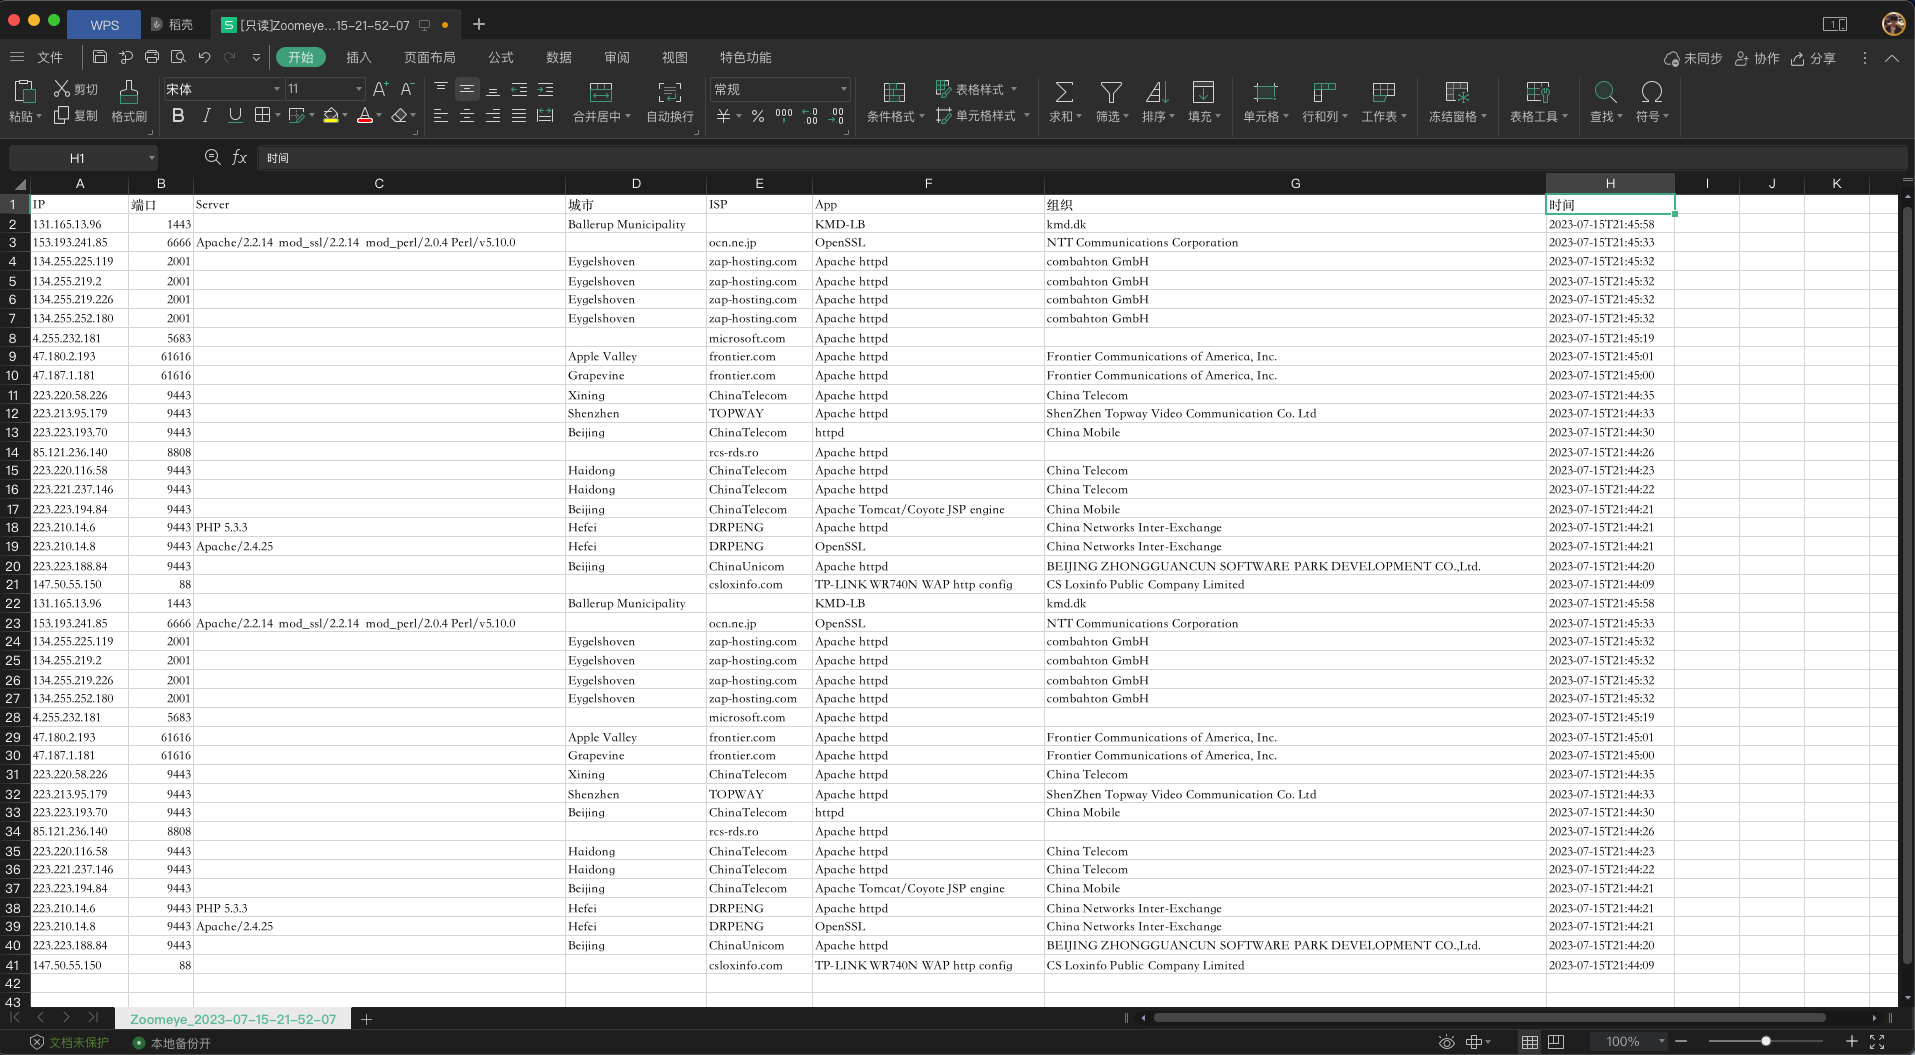 WPS 稻壳 [只读]Zoomeye...15-21-52-07
文件 开始 插入 页面布局 公式 数据 审阅 视图 特色功能 未同步 协作 分享
粘贴 剪切 复制 格式刷 宋体 11 合并居中 自动换行 常规 条件格式 表格样式 单元格样式 求和 筛选 排序 填充 单元格 行和列 工作表 冻结窗格 表格工具 查找 符号
H1 fx 时间
A B C D E F G H I J K
1 IP 端口 Server 城市 ISP App 组织 时间
2 131.165.13.96 1443 Ballerup Municipality KMD-LB kmd.dk 2023-07-15T21:45:58
3 153.193.241.85 6666 Apache/2.2.14 mod_ssl/2.2.14 mod_perl/2.0.4 Perl/v5.10.0 ocn.ne.jp OpenSSL NTT Communications Corporation 2023-07-15T21:45:33
4 134.255.225.119 2001 Eygelshoven zap-hosting.com Apache httpd combahton GmbH 2023-07-15T21:45:32
5 134.255.219.2 2001 Eygelshoven zap-hosting.com Apache httpd combahton GmbH 2023-07-15T21:45:32
6 134.255.219.226 2001 Eygelshoven zap-hosting.com Apache httpd combahton GmbH 2023-07-15T21:45:32
7 134.255.252.180 2001 Eygelshoven zap-hosting.com Apache httpd combahton GmbH 2023-07-15T21:45:32
8 4.255.232.181 5683 microsoft.com Apache httpd 2023-07-15T21:45:19
9 47.180.2.193 61616 Apple Valley frontier.com Apache httpd Frontier Communications of America, Inc. 2023-07-15T21:45:01
10 47.187.1.181 61616 Grapevine frontier.com Apache httpd Frontier Communications of America, Inc. 2023-07-15T21:45:00
11 223.220.58.226 9443 Xining ChinaTelecom Apache httpd China Telecom 2023-07-15T21:44:35
12 223.213.95.179 9443 Shenzhen TOPWAY Apache httpd ShenZhen Topway Video Communication Co. Ltd 2023-07-15T21:44:33
13 223.223.193.70 9443 Beijing ChinaTelecom httpd China Mobile 2023-07-15T21:44:30
14 85.121.236.140 8808 rcs-rds.ro Apache httpd 2023-07-15T21:44:26
15 223.220.116.58 9443 Haidong ChinaTelecom Apache httpd China Telecom 2023-07-15T21:44:23
16 223.221.237.146 9443 Haidong ChinaTelecom Apache httpd China Telecom 2023-07-15T21:44:22
17 223.223.194.84 9443 Beijing ChinaTelecom Apache Tomcat/Coyote JSP engine China Mobile 2023-07-15T21:44:21
18 223.210.14.6 9443 PHP 5.3.3 Hefei DRPENG Apache httpd China Networks Inter-Exchange 2023-07-15T21:44:21
19 223.210.14.8 9443 Apache/2.4.25 Hefei DRPENG OpenSSL China Networks Inter-Exchange 2023-07-15T21:44:21
20 223.223.188.84 9443 Beijing ChinaUnicom Apache httpd BEIJING ZHONGGUANCUN SOFTWARE PARK DEVELOPMENT CO.,Ltd. 2023-07-15T21:44:20
21 147.50.55.150 88 csloxinfo.com TP-LINK WR740N WAP http config CS Loxinfo Public Company Limited 2023-07-15T21:44:09
22 131.165.13.96 1443 Ballerup Municipality KMD-LB kmd.dk 2023-07-15T21:45:58
23 153.193.241.85 6666 Apache/2.2.14 mod_ssl/2.2.14 mod_perl/2.0.4 Perl/v5.10.0 ocn.ne.jp OpenSSL NTT Communications Corporation 2023-07-15T21:45:33
24 134.255.225.119 2001 Eygelshoven zap-hosting.com Apache httpd combahton GmbH 2023-07-15T21:45:32
25 134.255.219.2 2001 Eygelshoven zap-hosting.com Apache httpd combahton GmbH 2023-07-15T21:45:32
26 134.255.219.226 2001 Eygelshoven zap-hosting.com Apache httpd combahton GmbH 2023-07-15T21:45:32
27 134.255.252.180 2001 Eygelshoven zap-hosting.com Apache httpd combahton GmbH 2023-07-15T21:45:32
28 4.255.232.181 5683 microsoft.com Apache httpd 2023-07-15T21:45:19
29 47.180.2.193 61616 Apple Valley frontier.com Apache httpd Frontier Communications of America, Inc. 2023-07-15T21:45:01
30 47.187.1.181 61616 Grapevine frontier.com Apache httpd Frontier Communications of America, Inc. 2023-07-15T21:45:00
31 223.220.58.226 9443 Xining ChinaTelecom Apache httpd China Telecom 2023-07-15T21:44:35
32 223.213.95.179 9443 Shenzhen TOPWAY Apache httpd ShenZhen Topway Video Communication Co. Ltd 2023-07-15T21:44:33
33 223.223.193.70 9443 Beijing ChinaTelecom httpd China Mobile 2023-07-15T21:44:30
34 85.121.236.140 8808 rcs-rds.ro Apache httpd 2023-07-15T21:44:26
35 223.220.116.58 9443 Haidong ChinaTelecom Apache httpd China Telecom 2023-07-15T21:44:23
36 223.221.237.146 9443 Haidong ChinaTelecom Apache httpd China Telecom 2023-07-15T21:44:22
37 223.223.194.84 9443 Beijing ChinaTelecom Apache Tomcat/Coyote JSP engine China Mobile 2023-07-15T21:44:21
38 223.210.14.6 9443 PHP 5.3.3 Hefei DRPENG Apache httpd China Networks Inter-Exchange 2023-07-15T21:44:21
39 223.210.14.8 9443 Apache/2.4.25 Hefei DRPENG OpenSSL China Networks Inter-Exchange 2023-07-15T21:44:21
40 223.223.188.84 9443 Beijing ChinaUnicom Apache httpd BEIJING ZHONGGUANCUN SOFTWARE PARK DEVELOPMENT CO.,Ltd. 2023-07-15T21:44:20
41 147.50.55.150 88 csloxinfo.com TP-LINK WR740N WAP http config CS Loxinfo Public Company Limited 2023-07-15T21:44:09
42
43
Zoomeye_2023-07-15-21-52-07
文档未保护 本地备份开 100%